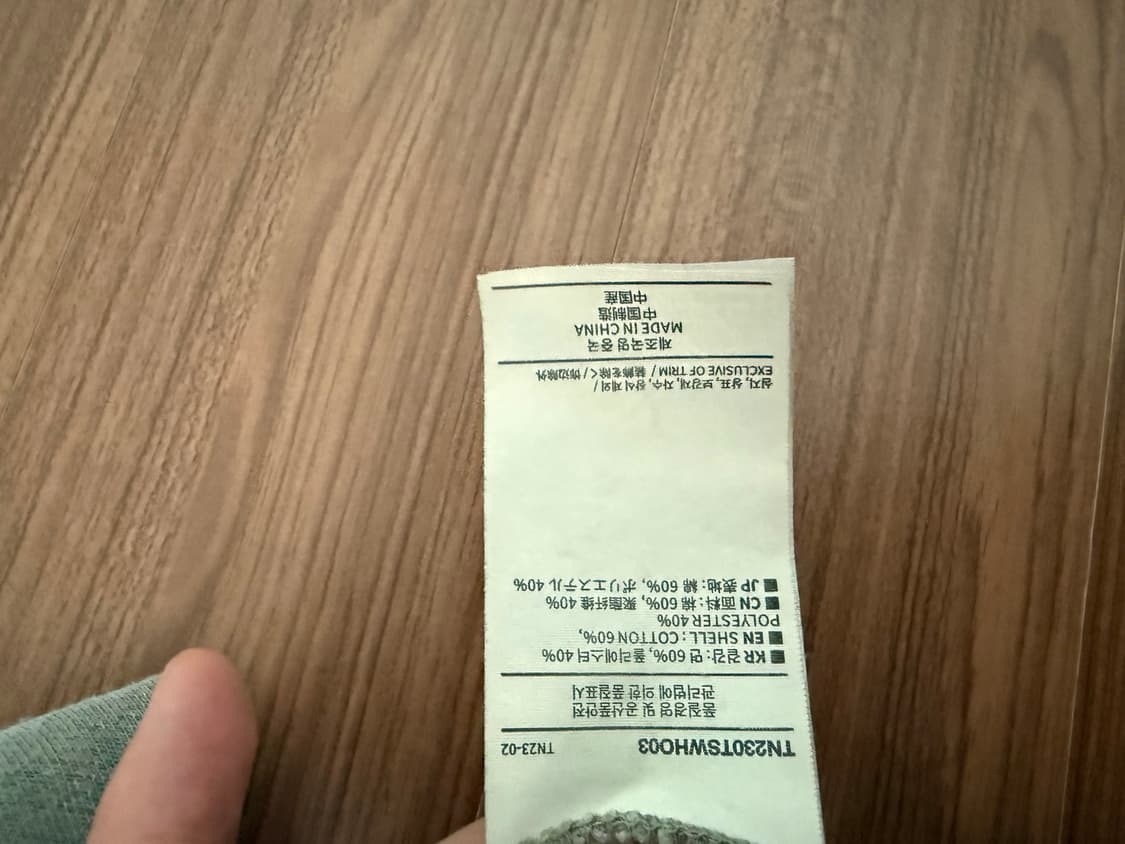 TN230TSWHO03 TN23-02
품질경영 및 공산품안전
관리법에 의한 품질표시
■ KR 겉감: 면 60%, 폴리에스터 40%
■ EN SHELL: COTTON 60%,
POLYESTER 40%
■ CN 面料: 棉 60%, 聚酯纤维 40%
■ JP 表地: 綿 60%, ポリエステル 40%
심지, 상표, 보강재, 자수, 장식 제외 /
EXCLUSIVE OF TRIM / 装飾を除く / 饰边除外
제조국명 중국
MADE IN CHINA
中国制造
中国産